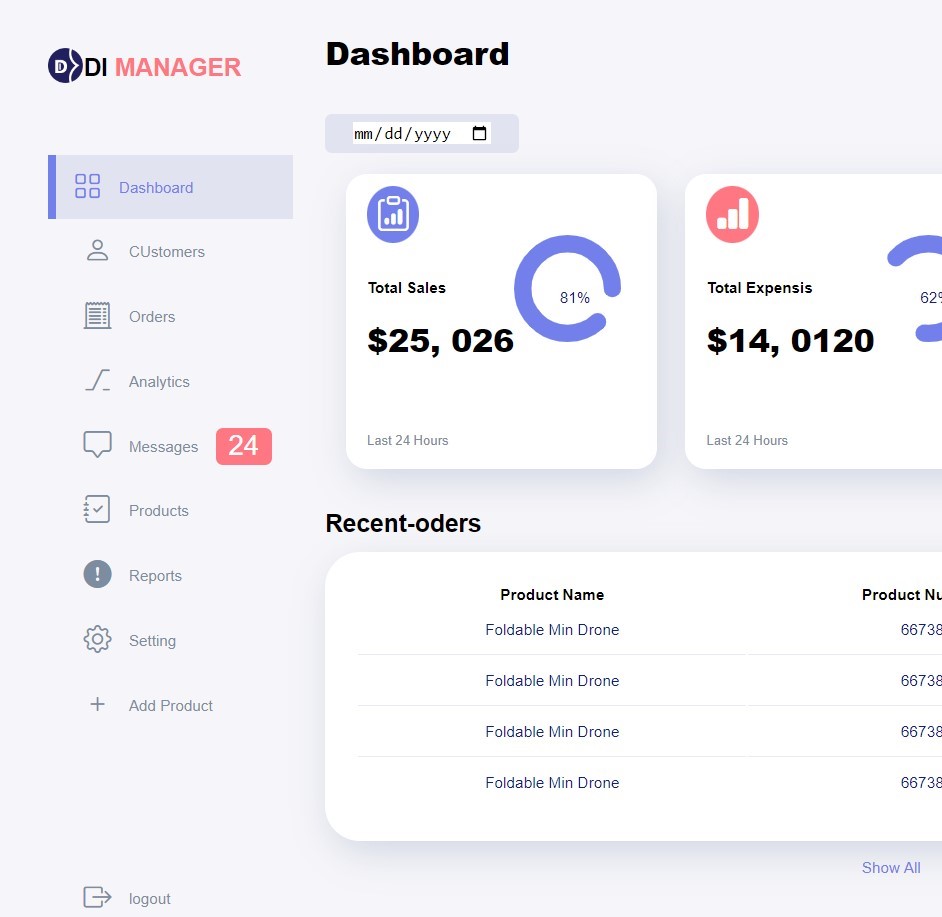 D DI MANAGER
Dashboard
mm/dd/yyyy
Dashboard
CUstomers
Orders
Analytics
Messages 24
Products
Reports
Setting
Add Product
logout
Total Sales
81%
$25, 026
Last 24 Hours
Total Expensis
62%
$14, 0120
Last 24 Hours
Recent-oders
Product Name Product Nu
Foldable Min Drone 66738
Foldable Min Drone 66738
Foldable Min Drone 66738
Foldable Min Drone 66738
Show All